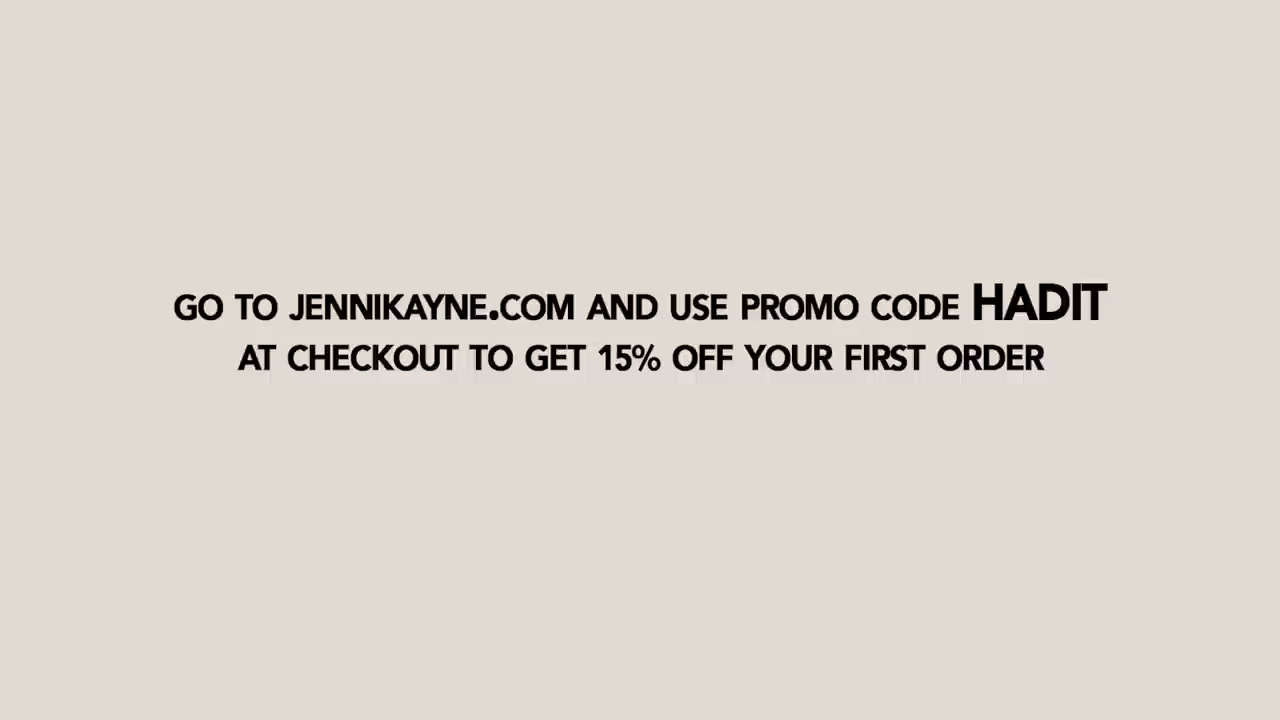 GO TO JENNIKAYNE.COM AND USE PROMO CODE HADIT
AT CHECKOUT TO GET 15% OFF YOUR FIRST ORDER